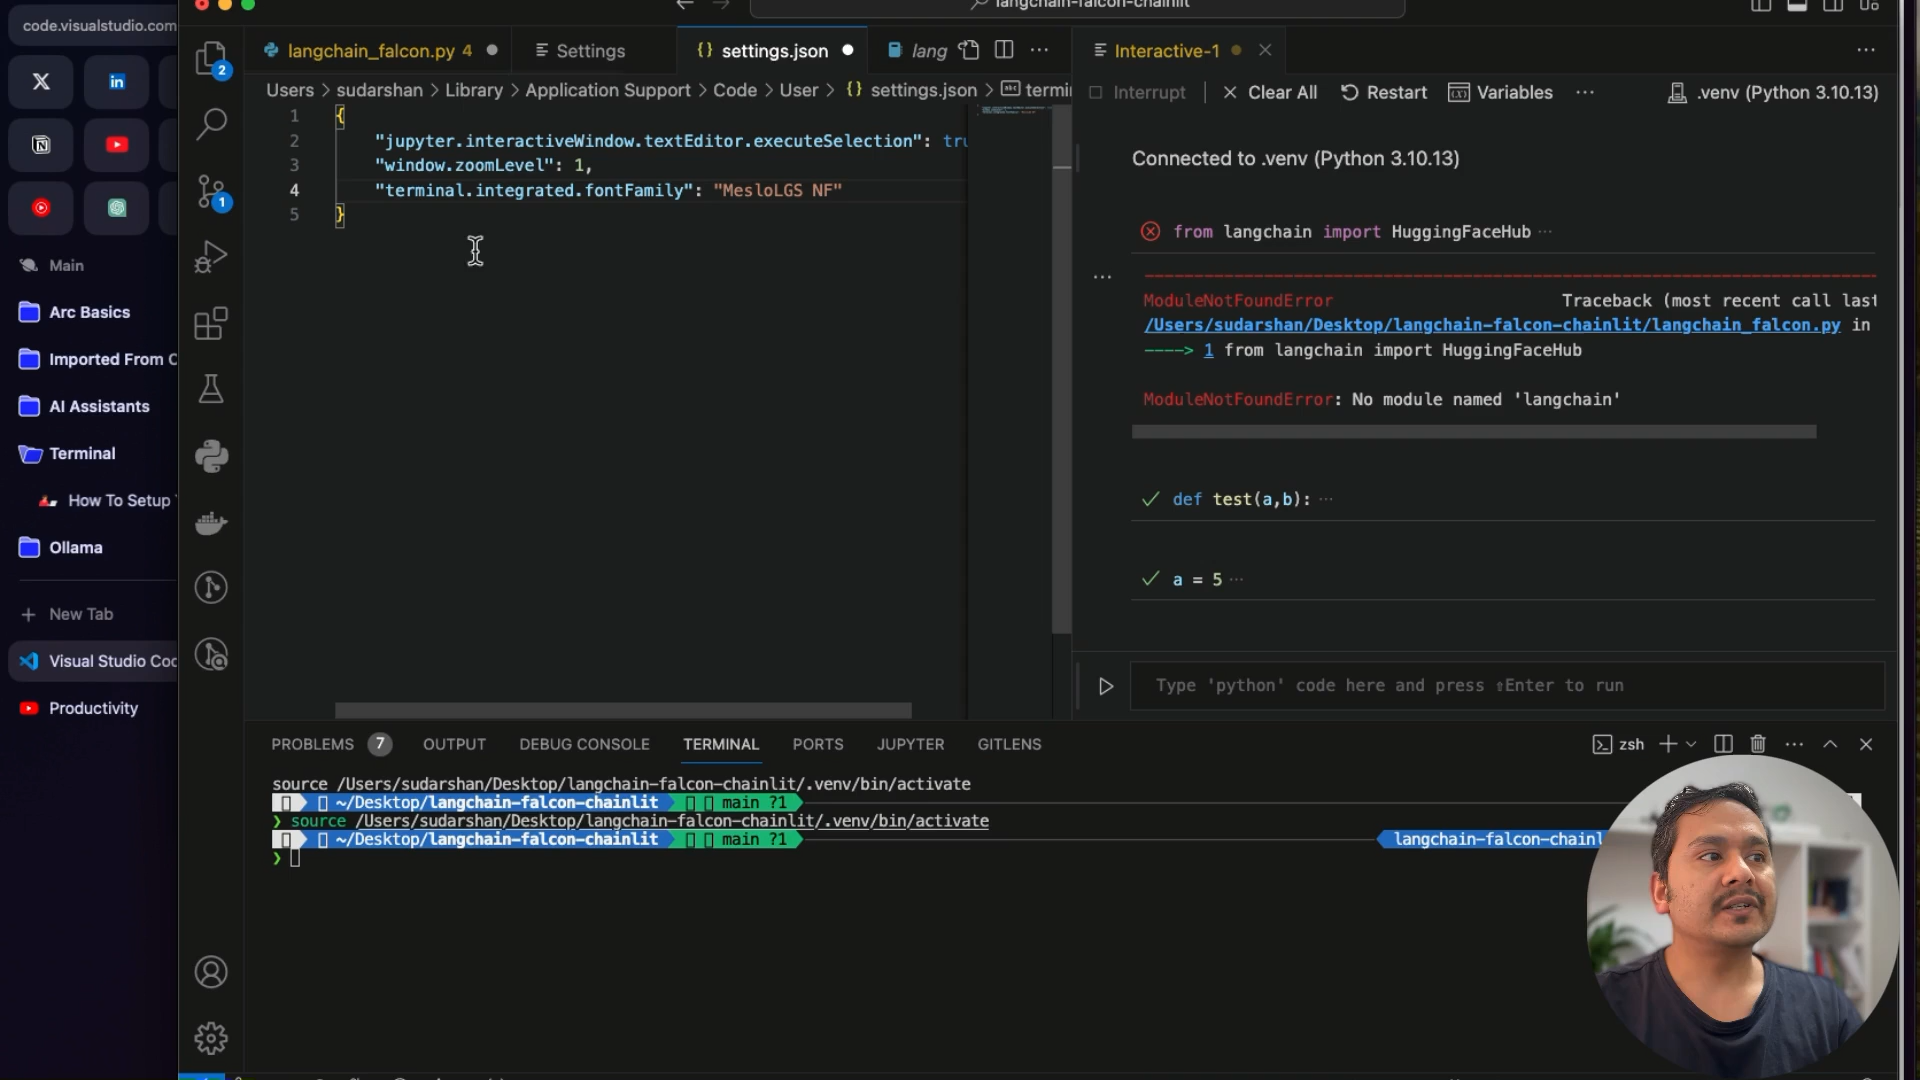 code.visualstudio.com
langchain-falcon-chainlit
2
langchain_falcon.py 4
Settings
{} settings.json
lang
Interactive-1
Users > sudarshan > Library > Application Support > Code > User > {} settings.json >
Interrupt
Clear All
Restart
Variables
.venv (Python 3.10.13)
1 {
2 "jupyter.interactiveWindow.textEditor.executeSelection": tru
3 "window.zoomLevel": 1,
4 "terminal.integrated.fontFamily": "MesloLGS NF"
5 }
1
Connected to .venv (Python 3.10.13)
from langchain import HuggingFaceHub ...
ModuleNotFoundError Traceback (most recent call last
/Users/sudarshan/Desktop/langchain-falcon-chainlit/langchain_falcon.py in
----> 1 from langchain import HuggingFaceHub
ModuleNotFoundError: No module named 'langchain'
def test(a,b): ...
a = 5 ...
Type 'python' code here and press ⇧Enter to run
Main
Arc Basics
Imported From C
AI Assistants
Terminal
How To Setup
Ollama
+ New Tab
Visual Studio Cod
Productivity
PROBLEMS 7 OUTPUT DEBUG CONSOLE TERMINAL PORTS JUPYTER GITLENS
zsh
source /Users/sudarshan/Desktop/langchain-falcon-chainlit/.venv/bin/activate
~/Desktop/langchain-falcon-chainlit main ?1
❯ source /Users/sudarshan/Desktop/langchain-falcon-chainlit/.venv/bin/activate
~/Desktop/langchain-falcon-chainlit main ?1 langchain-falcon-chainl
❯